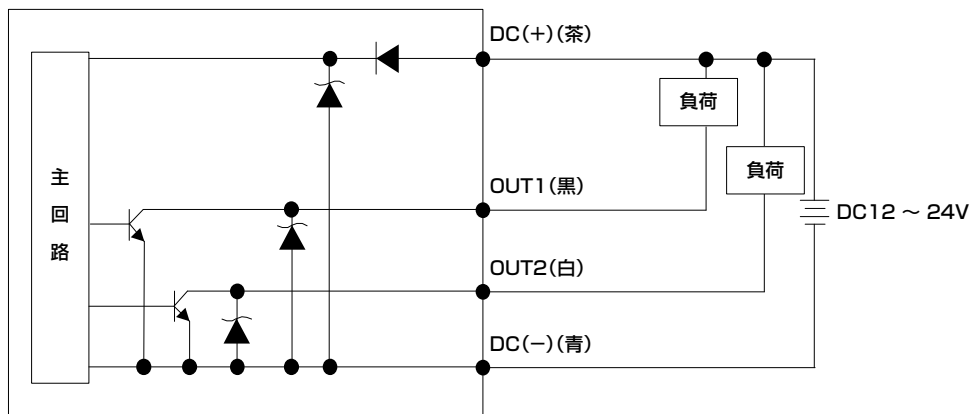 DC(+)(茶)
負荷
負荷
主
回
路
OUT1(黒)
DC12 ~ 24V
OUT2(白)
DC(−)(青)